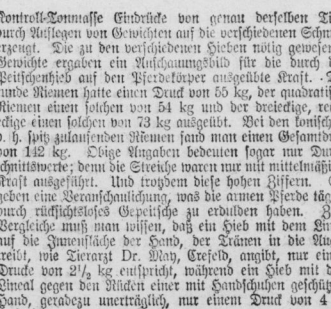 Kontroll-Tonmasse Eindrücke von genau derselben Ti
durch Auflegen von Gewichten auf die verschiedenen Schni
erzeugt. Die zu den verschiedenen Hieben nötig gewesen
Gewichte ergaben ein Anschauungsbild für die durch d
Peitschenhieb auf den Pferdekörper ausgeübte Kraft. D
runde Riemen hatte einen Druck von 55 kg, der quadratis
Riemen einen solchen von 54 kg und der dreieckige, re
eckige einen solchen von 73 kg ausgeübt. Bei den konisch
d. h. spitz zulaufenden Riemen fand man einen Gesamtdr
von 142 kg. Obige Angaben bedeuten sogar nur Dur
schnittswerte; denn die Streiche waren nur mit mittelmäßi
Kraft ausgeführt. Und trotzdem diese hohen Ziffern.
geben eine Veranschaulichung, was die armen Pferde täg
durch rücksichtsloses Gepeitsche zu erdulden haben. Z
Vergleiche muß man wissen, daß ein Hieb mit dem Lin
auf die Innenfläche der Hand, der Tränen in die Au
treibt, wie Tierarzt Dr. May, Crefeld, angibt, nur ein
Drucke von 2½ kg entspricht, während ein Hieb mit d
Lineal gegen den Rücken einer mit Handschuhen geschütz
Hand, geradezu unerträglich, nur einem Druck von 4